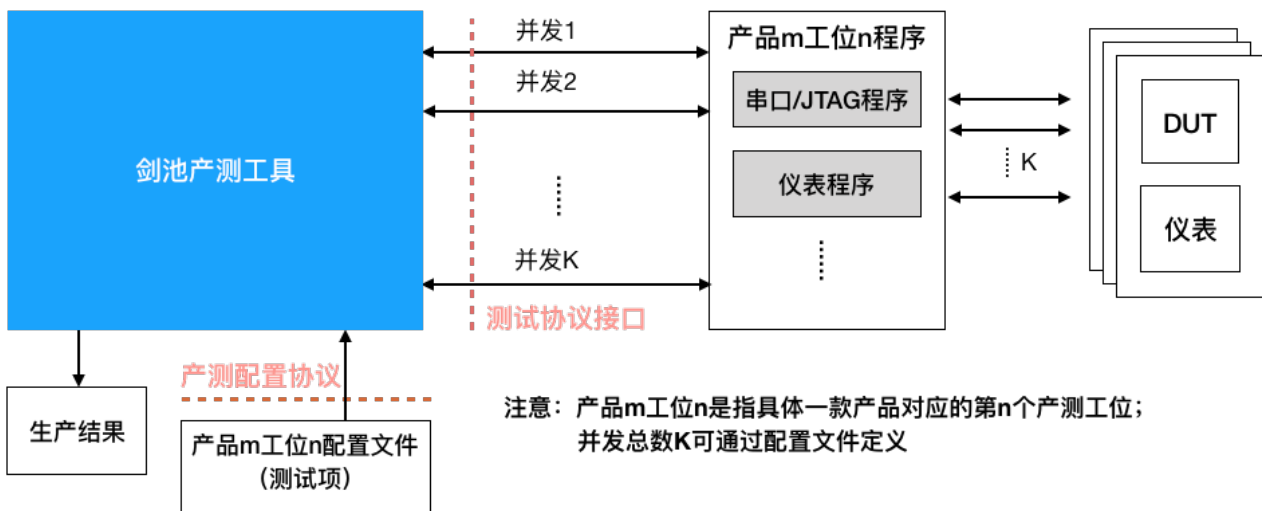 剑池产测工具
并发1
并发2
并发K
测试协议接口
产品m工位n程序
串口/JTAG程序
仪表程序
K
DUT
仪表
产测配置协议
生产结果
产品m工位n配置文件
（测试项）
注意：产品m工位n是指具体一款产品对应的第n个产测工位；
并发总数K可通过配置文件定义